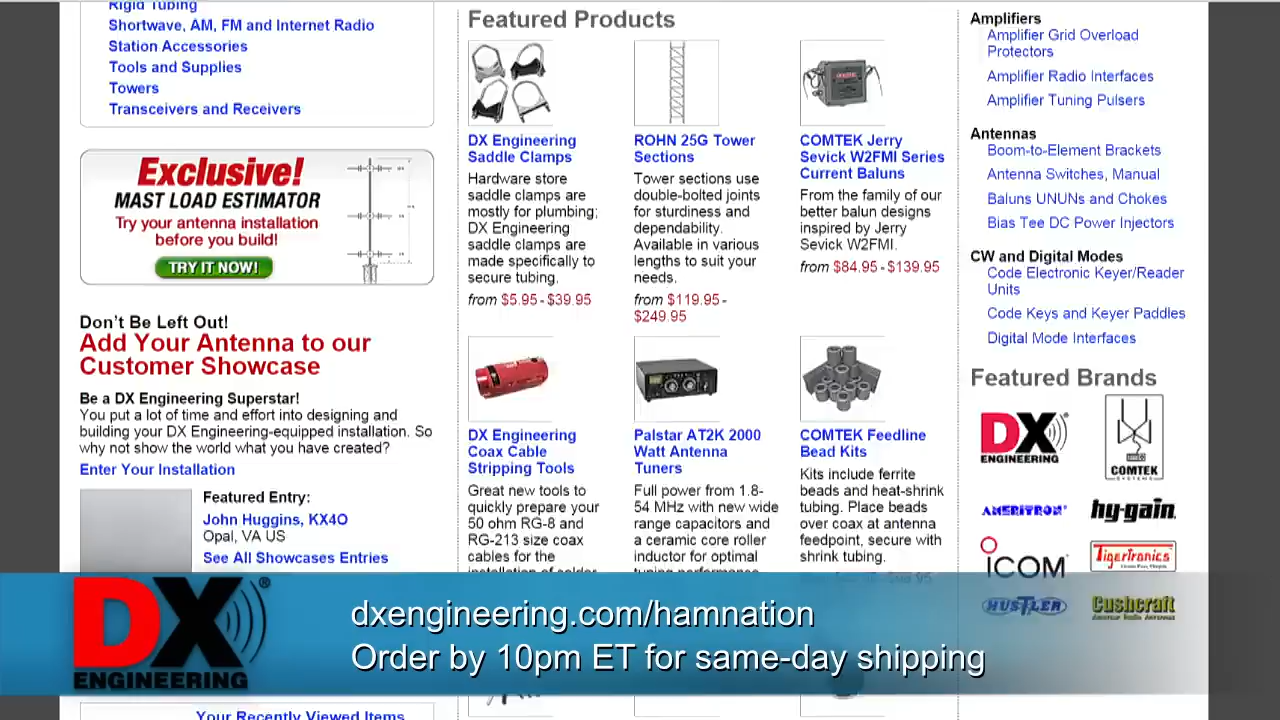 Rigid Tubing
Shortwave, AM, FM and Internet Radio
Station Accessories
Tools and Supplies
Towers
Transceivers and Receivers
Exclusive!
MAST LOAD ESTIMATOR
Try your antenna installation
before you build!
TRY IT NOW!
Don't Be Left Out!
Add Your Antenna to our
Customer Showcase
Be a DX Engineering Superstar!
You put a lot of time and effort into designing and
building your DX Engineering-equipped installation. So
why not show the world what you have created?
Enter Your Installation
Featured Entry:
John Huggins, KX4O
Opal, VA US
See All Showcases Entries
Your Recently Viewed Items
Featured Products
DX Engineering
Saddle Clamps
Hardware store
saddle clamps are
mostly for plumbing;
DX Engineering
saddle clamps are
made specifically to
secure tubing.
from $5.95 - $39.95
ROHN 25G Tower
Sections
Tower sections use
double-bolted joints
for sturdiness and
dependability.
Available in various
lengths to suit your
needs.
from $119.95 -
$249.95
COMTEK Jerry
Sevick W2FMI Series
Current Baluns
From the family of our
better balun designs
inspired by Jerry
Sevick W2FMI.
from $84.95 - $139.95
DX Engineering
Coax Cable
Stripping Tools
Great new tools to
quickly prepare your
50 ohm RG-8 and
RG-213 size coax
cables for the
installation of solder
Palstar AT2K 2000
Watt Antenna
Tuners
Full power from 1.8-
54 MHz with new wide
range capacitors and
a ceramic core roller
inductor for optimal
tuning performance
COMTEK Feedline
Bead Kits
Kits include ferrite
beads and heat-shrink
tubing. Place beads
over coax at antenna
feedpoint, secure with
shrink tubing.
Amplifiers
Amplifier Grid Overload
Protectors
Amplifier Radio Interfaces
Amplifier Tuning Pulsers
Antennas
Boom-to-Element Brackets
Antenna Switches, Manual
Baluns UNUNs and Chokes
Bias Tee DC Power Injectors
CW and Digital Modes
Code Electronic Keyer/Reader
Units
Code Keys and Keyer Paddles
Digital Mode Interfaces
Featured Brands
DX
ENGINEERING
COMTEK
SYSTEMS
AMERITRON
hy-gain.
ICOM
Tigertronics
HUSTLER
Cushcraft
DX®
ENGINEERING
dxengineering.com/hamnation
Order by 10pm ET for same-day shipping